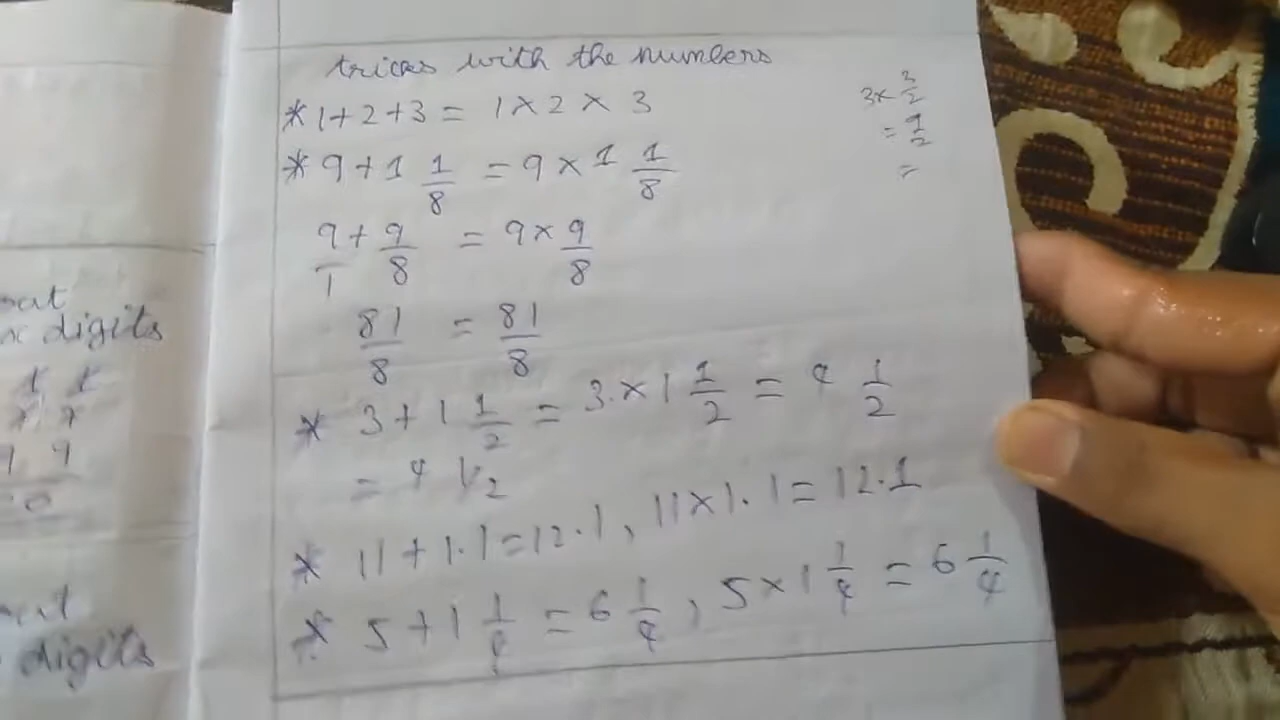 tricks with the numbers
* 1+2+3 = 1×2×3
* 9+1 1/8 = 9×1 1/8
9/1 + 9/8 = 9×9/8
81/8 = 81/8
* 3+1 1/2 = 3.×1 1/2 = 4 1/2
= 4 1/2
* 11+1.1=12.1, 11×1.1=12.1
* 5+1 1/4 = 6 1/4, 5×1 1/4 = 6 1/4
3× 3/2
= 9/2
=
digits
9
0
digits